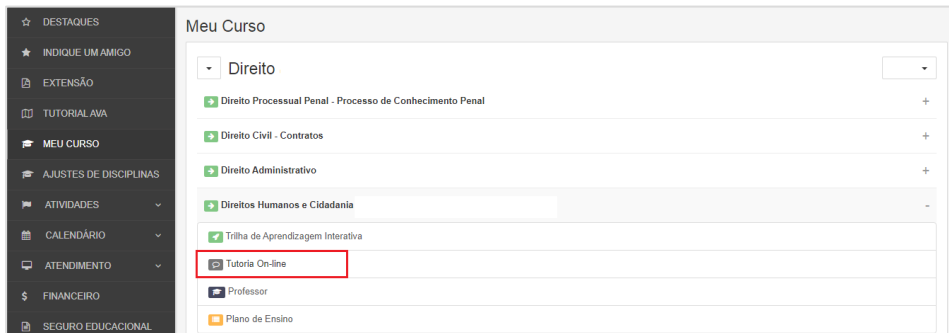 DESTAQUES
INDIQUE UM AMIGO
EXTENSÃO
TUTORIAL AVA
MEU CURSO
AJUSTES DE DISCIPLINAS
ATIVIDADES
CALENDÁRIO
ATENDIMENTO
FINANCEIRO
SEGURO EDUCACIONAL
Meu Curso
Direito
Direito Processual Penal - Processo de Conhecimento Penal +
Direito Civil - Contratos +
Direito Administrativo +
Direitos Humanos e Cidadania -
Trilha de Aprendizagem Interativa
Tutoria On-line
Professor
Plano de Ensino